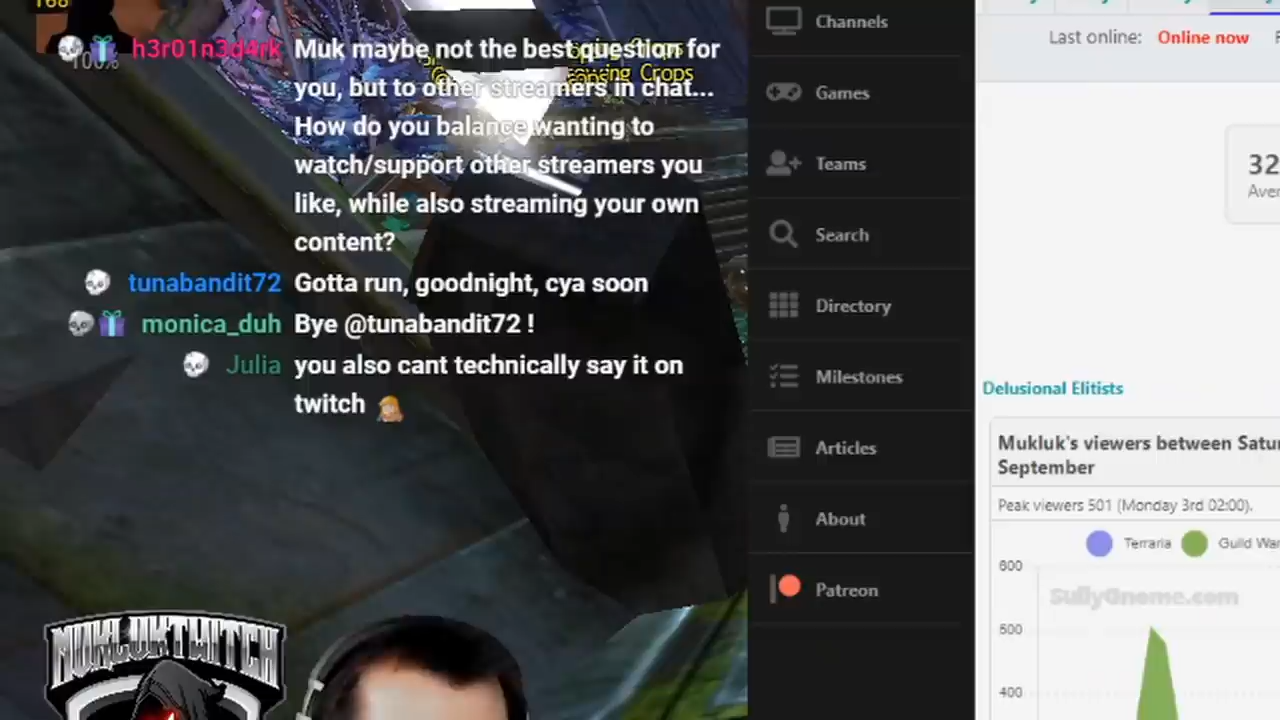 168
100%
h3r01n3d4rk Muk maybe not the best question for
you, but to other streamers in chat...
How do you balance wanting to
watch/support other streamers you
like, while also streaming your own
content?
tunabandit72 Gotta run, goodnight, cya soon
monica_duh Bye @tunabandit72 !
Julia you also cant technically say it on
twitch
Crops
MUKLUKTWITCH
Channels
Games
Teams
Search
Directory
Milestones
Articles
About
Patreon
Last online: Online now
32
Delusional Elitists
Mukluk's viewers between
September
Peak viewers 501 (Monday 3rd 02:00).
Terraria
Guild
600
SullyGnome.com
500
400